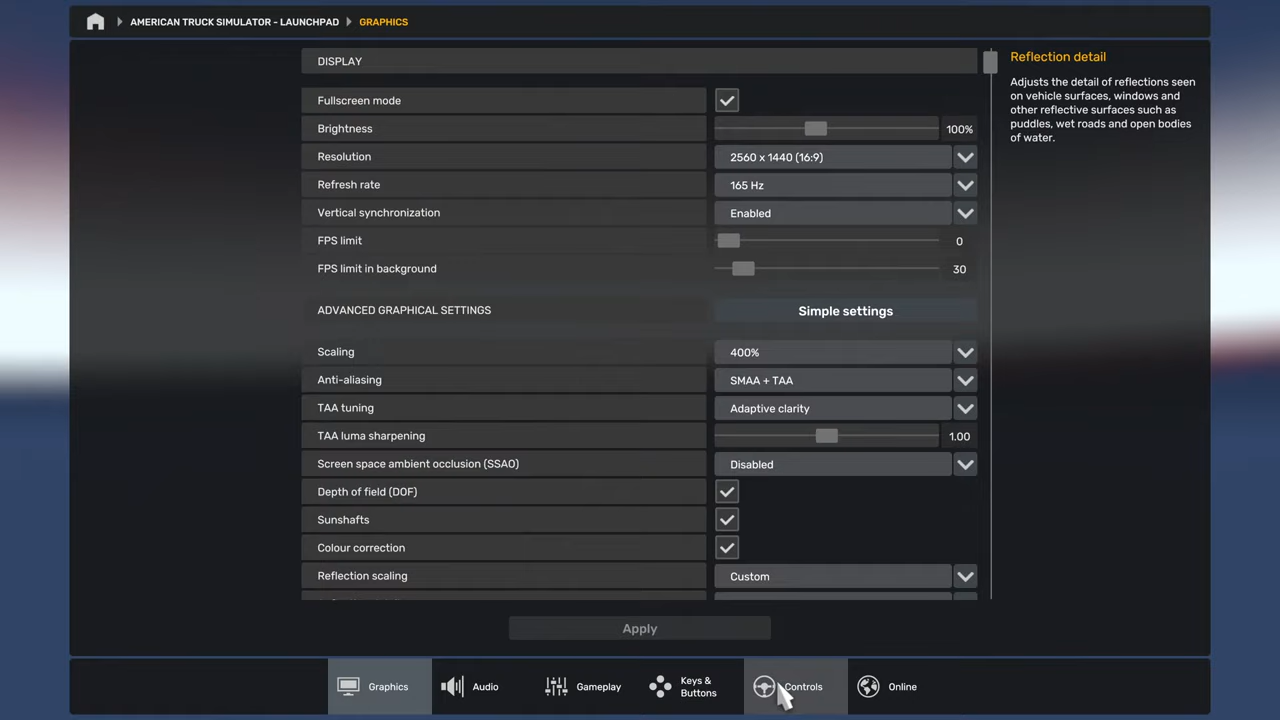 AMERICAN TRUCK SIMULATOR - LAUNCHPAD GRAPHICS
DISPLAY
Fullscreen mode
Brightness 100%
Resolution 2560 x 1440 (16:9)
Refresh rate 165 Hz
Vertical synchronization Enabled
FPS limit 0
FPS limit in background 30
ADVANCED GRAPHICAL SETTINGS Simple settings
Scaling 400%
Anti-aliasing SMAA + TAA
TAA tuning Adaptive clarity
TAA luma sharpening 1.00
Screen space ambient occlusion (SSAO) Disabled
Depth of field (DOF)
Sunshafts
Colour correction
Reflection scaling Custom
Apply
Reflection detail
Adjusts the detail of reflections seen
on vehicle surfaces, windows and
other reflective surfaces such as
puddles, wet roads and open bodies
of water.
Graphics
Audio
Gameplay
Keys &
Buttons
Controls
Online